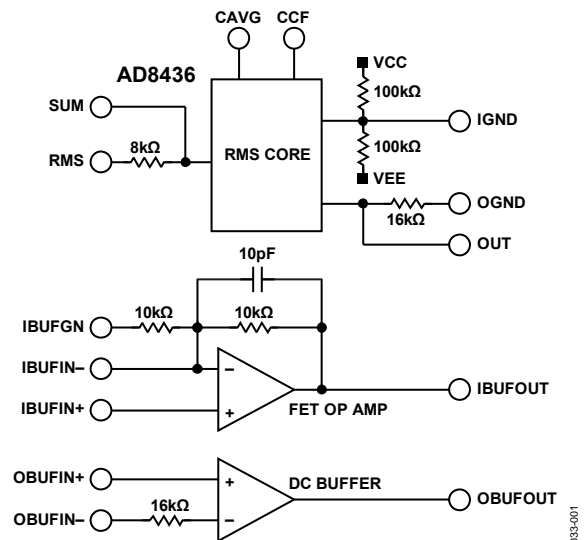 CAVG CCF
AD8436
VCC
SUM
100kΩ
IGND
8kΩ
RMS
RMS CORE
100kΩ
VEE
OGND
16kΩ
OUT
10pF
10kΩ 10kΩ
IBUFGN
IBUFIN–
–
IBUFOUT
IBUFIN+
+
FET OP AMP
OBUFIN+
+
DC BUFFER
16kΩ
OBUFOUT
OBUFIN–
–
033-001